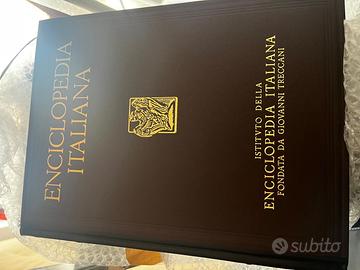 ENCICLOPEDIA
ITALIANA
ISTITVTO DELLA
ENCICLOPEDIA ITALIANA
FONDATA DA GIOVANNI TRECCANI
subito